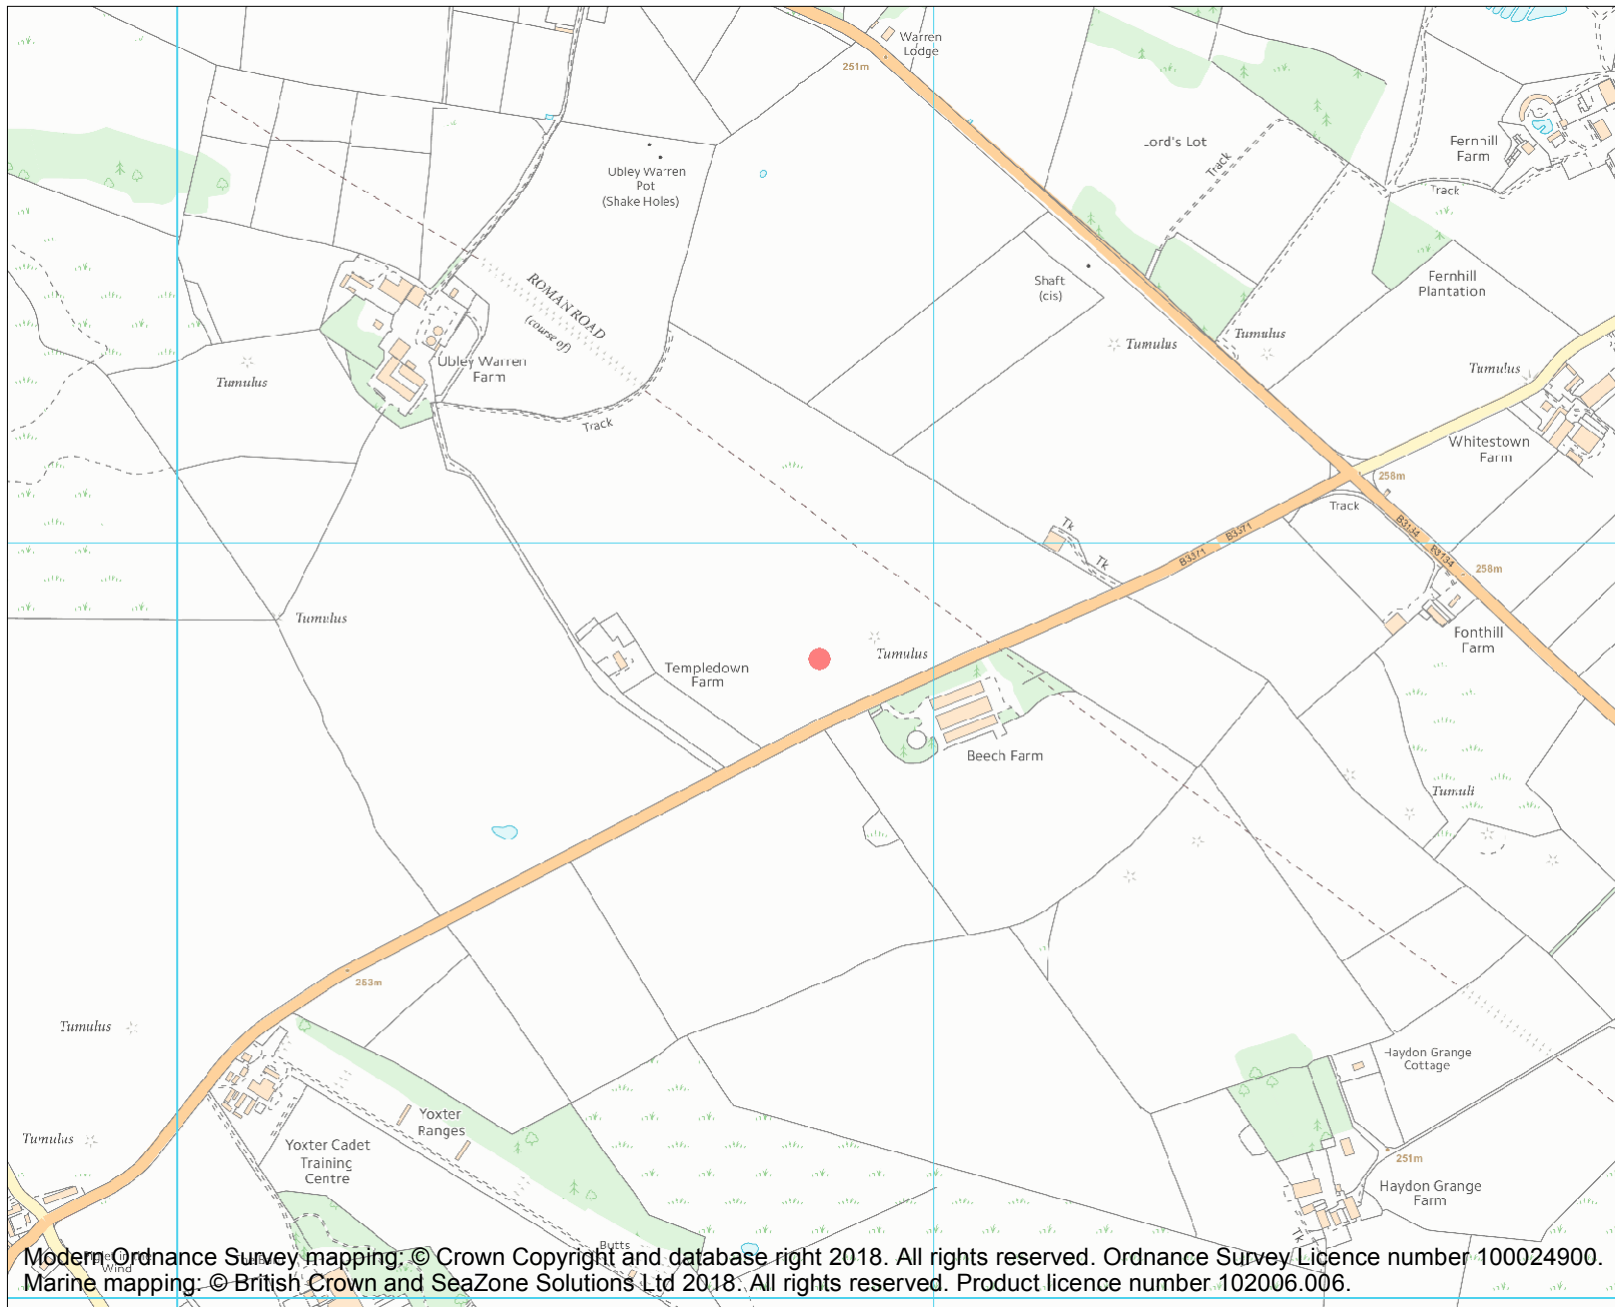 Warren
Lodge
251m
Lord's Lot
Track
Fernhill
Farm
Track
Ubley Warren
Pot
(Shake Holes)
Shaft
(cis)
Fernhill
Plantation
ROMAN ROAD
(course of)
Tumulus
Tumulus
Tumulus
Tumulus
Ubley Warren
Farm
Track
Whitestown
Farm
258m
Track
B3134
B3134
B3371
B3371
Tk
Tk
258m
Tumulus
Fonthill
Farm
Tumulus
Templedown
Farm
Beech Farm
Tumuli
263m
Tumulus
Haydon Grange
Cottage
Yoxter
Ranges
Tumulus
Yoxter Cadet
Training
Centre
251m
Haydon Grange
Farm
Tk
Butts
Wind
Modern Ordnance Survey mapping: © Crown Copyright and database right 2018. All rights reserved. Ordnance Survey Licence number 100024900.
Marine mapping: © British Crown and SeaZone Solutions Ltd 2018. All rights reserved. Product licence number 102006.006.